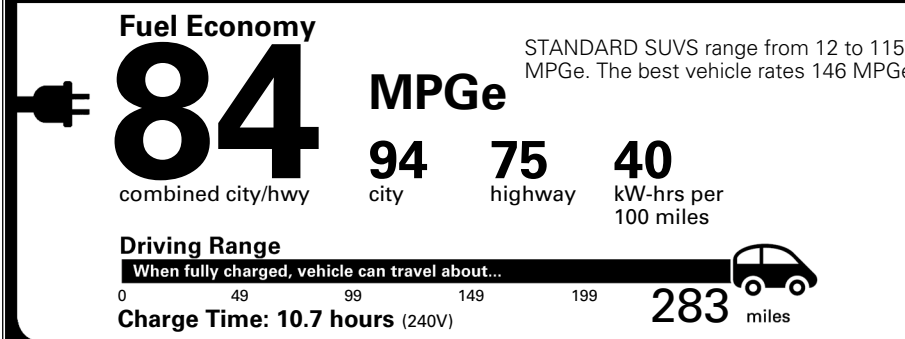 Fuel Economy
84
MPGe
STANDARD SUVS range from 12 to 115
MPGe. The best vehicle rates 146 MPGe
combined city/hwy
94
city
75
highway
40
kW-hrs per
100 miles
Driving Range
When fully charged, vehicle can travel about...
0 49 99 149 199 283 miles
Charge Time: 10.7 hours (240V)